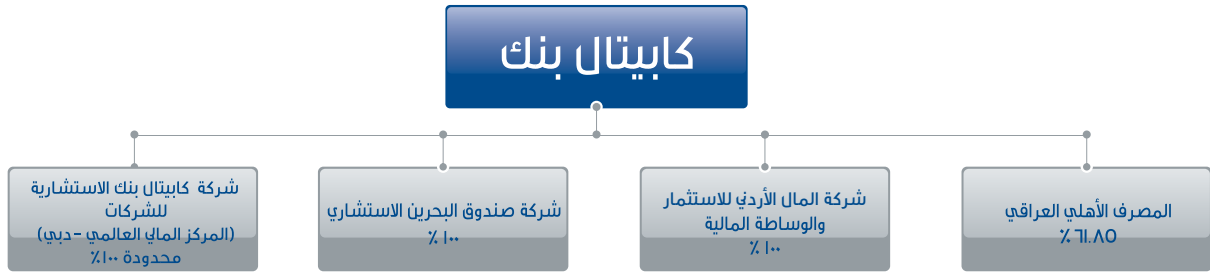 كابيتال بنك
المصرف الأهلي العراقي
٦١.٨٥ ٪
شركة المال الأردني للاستثمار
والوساطة المالية
١٠٠ ٪
شركة صندوق البحرين الاستشاري
١٠٠ ٪
شركة كابيتال بنك الاستشارية
للشركات
(المركز المالي العالمي -دبي)
محدودة ١٠٠٪